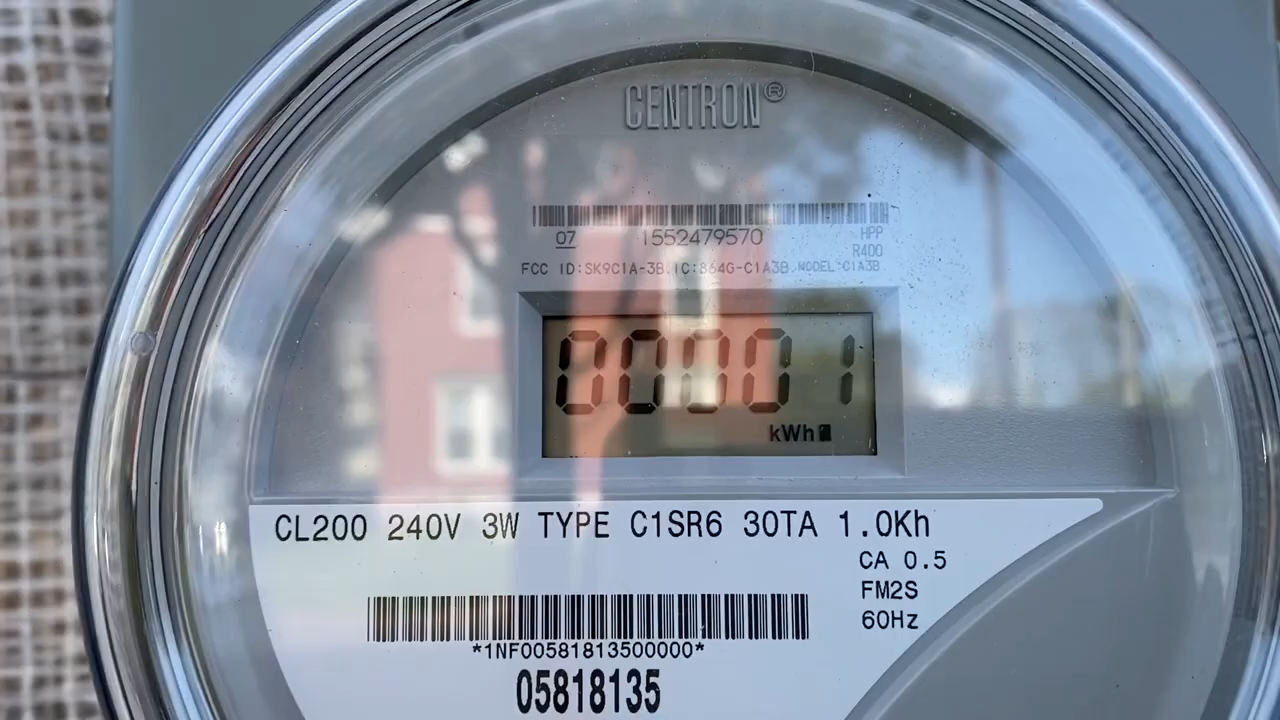 CENTRON®
07 1552479570 HPP
R400
FCC ID:SK9C1A-3B.IC:864G-C1A3B.MODEL:C1A3B.
00001
kWh
CL200 240V 3W TYPE C1SR6 30TA 1.0Kh
CA 0.5
FM2S
60Hz
*1NF00581813500000*
05818135